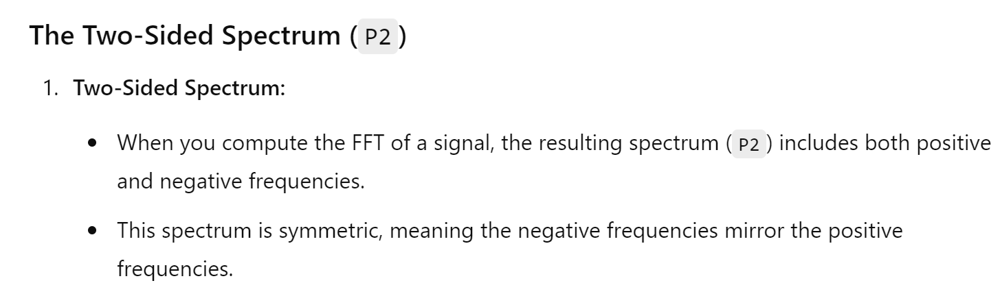 The Two-Sided Spectrum (P2)
1. Two-Sided Spectrum:
• When you compute the FFT of a signal, the resulting spectrum (P2) includes both positive
and negative frequencies.
• This spectrum is symmetric, meaning the negative frequencies mirror the positive
frequencies.